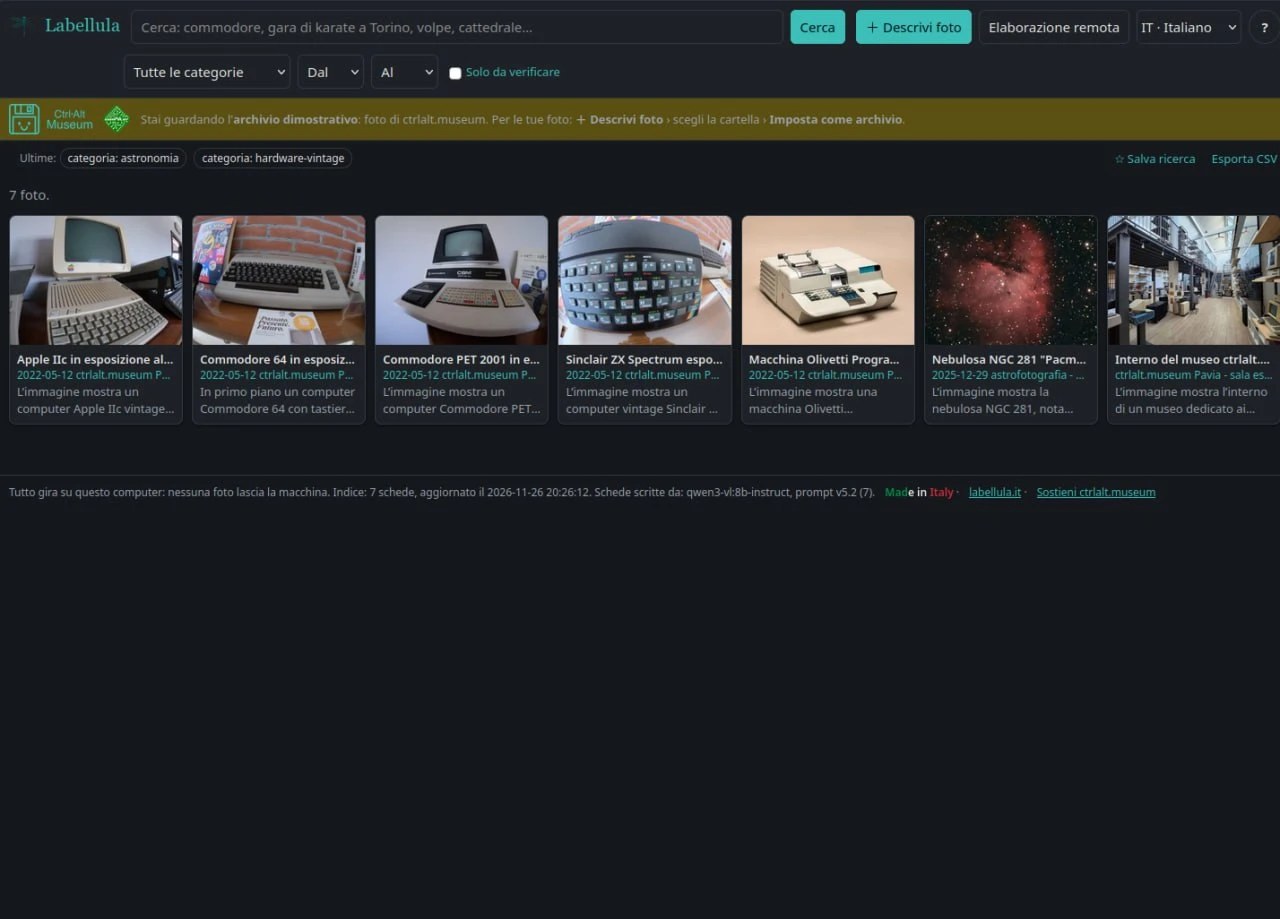 Labellula
Cerca: commodore, gara di karate a Torino, volpe, cattedrale...
Cerca
+ Descrivi foto
Elaborazione remota
IT · Italiano
?
Tutte le categorie
Dal
Al
Solo da verificare
Ctrl·Alt
Museum
Stai guardando l'archivio dimostrativo: foto di ctrlalt.museum. Per le tue foto: + Descrivi foto › scegli la cartella › Imposta come archivio.
Ultime: categoria: astronomia categoria: hardware-vintage
☆ Salva ricerca Esporta CSV
7 foto.
Apple IIc in esposizione al...
2022-05-12 ctrlalt.museum P...
L'immagine mostra un
computer Apple IIc vintage...
Commodore 64 in esposiz...
2022-05-12 ctrlalt.museum P...
In primo piano un computer
Commodore 64 con tastier...
Commodore PET 2001 in e...
2022-05-12 ctrlalt.museum P...
L'immagine mostra un
computer Commodore PET...
Sinclair ZX Spectrum espo...
2022-05-12 ctrlalt.museum P...
L'immagine mostra un
computer vintage Sinclair ...
Macchina Olivetti Progra...
2022-05-12 ctrlalt.museum P...
L'immagine mostra una
macchina Olivetti...
Nebulosa NGC 281 "Pacm...
2025-12-29 astrofotografia - ...
L'immagine mostra la
nebulosa NGC 281, nota...
Interno del museo ctrlalt....
ctrlalt.museum Pavia - sala es...
L'immagine mostra l'interno
di un museo dedicato ai...
Tutto gira su questo computer: nessuna foto lascia la macchina. Indice: 7 schede, aggiornato il 2026-11-26 20:26:12. Schede scritte da: qwen3-vl:8b-instruct, prompt v5.2 (7). Made in Italy · labellula.it · Sostieni ctrlalt.museum